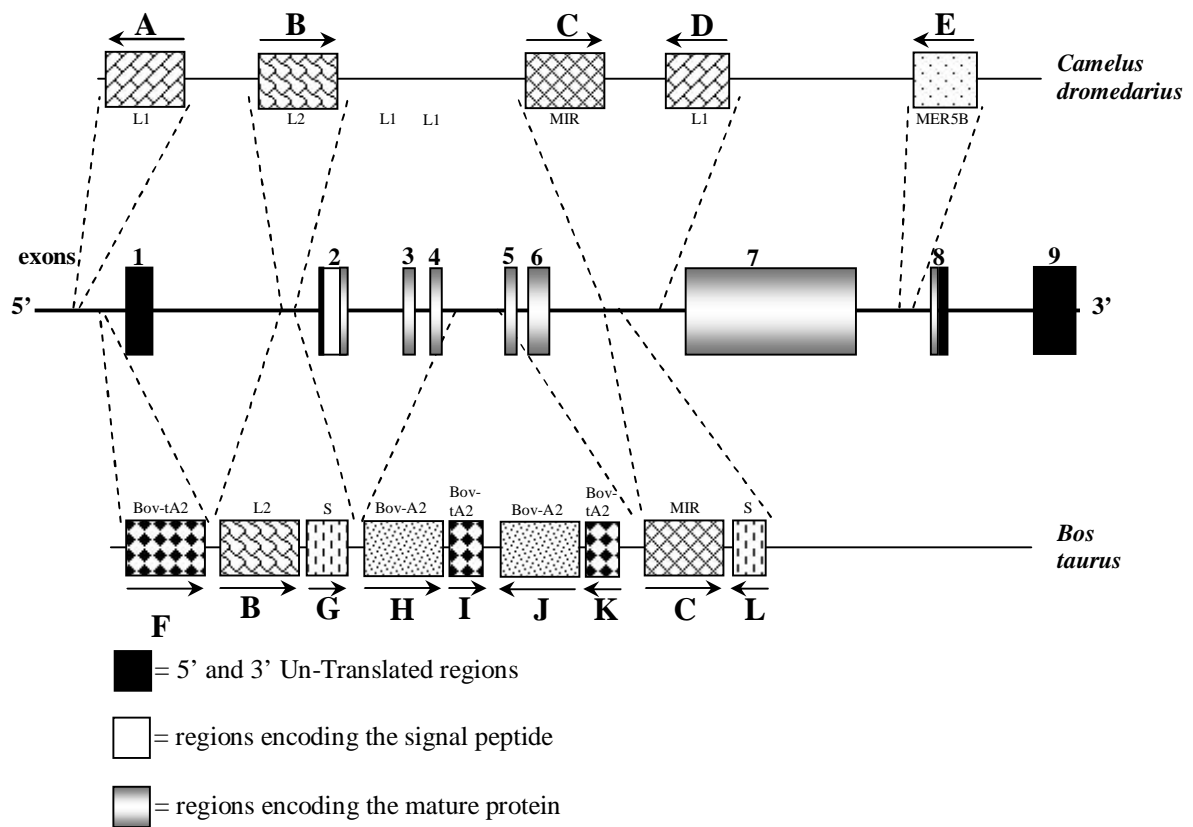 A B C D E
Camelus
dromedarius
L1 L2 L1 L1 MIR L1 MER5B
exons 1 2 3 4 5 6 7 8 9
5’ 3’
Bov-tA2 L2 S Bov-A2 Bov-
tA2 Bov-A2 Bov-
tA2 MIR S
Bos
taurus
F B G H I J K C L
= 5’ and 3’ Un-Translated regions
= regions encoding the signal peptide
= regions encoding the mature protein